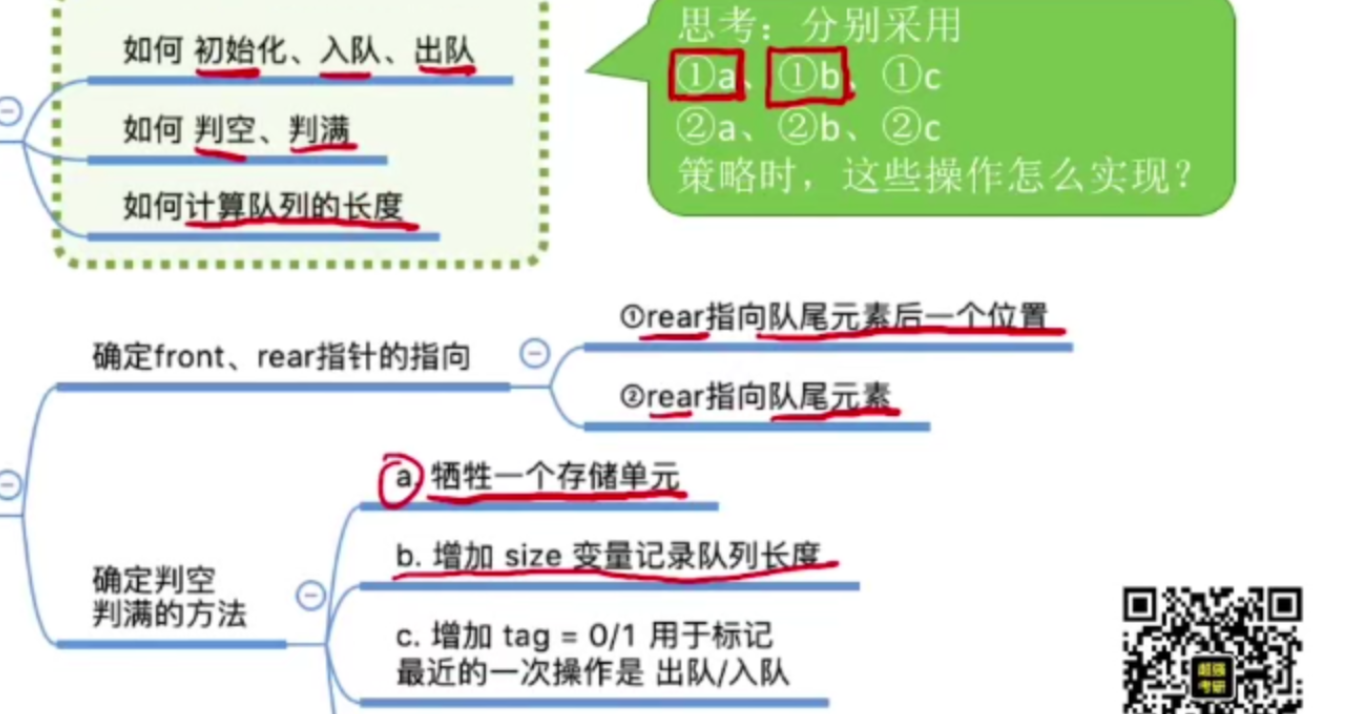 如何 初始化、入队、出队
如何 判空、判满
如何计算队列的长度
思考：分别采用
①a、①b、①c
②a、②b、②c
策略时，这些操作怎么实现？
确定front、rear指针的指向
①rear指向队尾元素后一个位置
②rear指向队尾元素
确定判空
判满的方法
a. 牺牲一个存储单元
b. 增加 size 变量记录队列长度
c. 增加 tag = 0/1 用于标记
最近的一次操作是 出队/入队
超强
考研